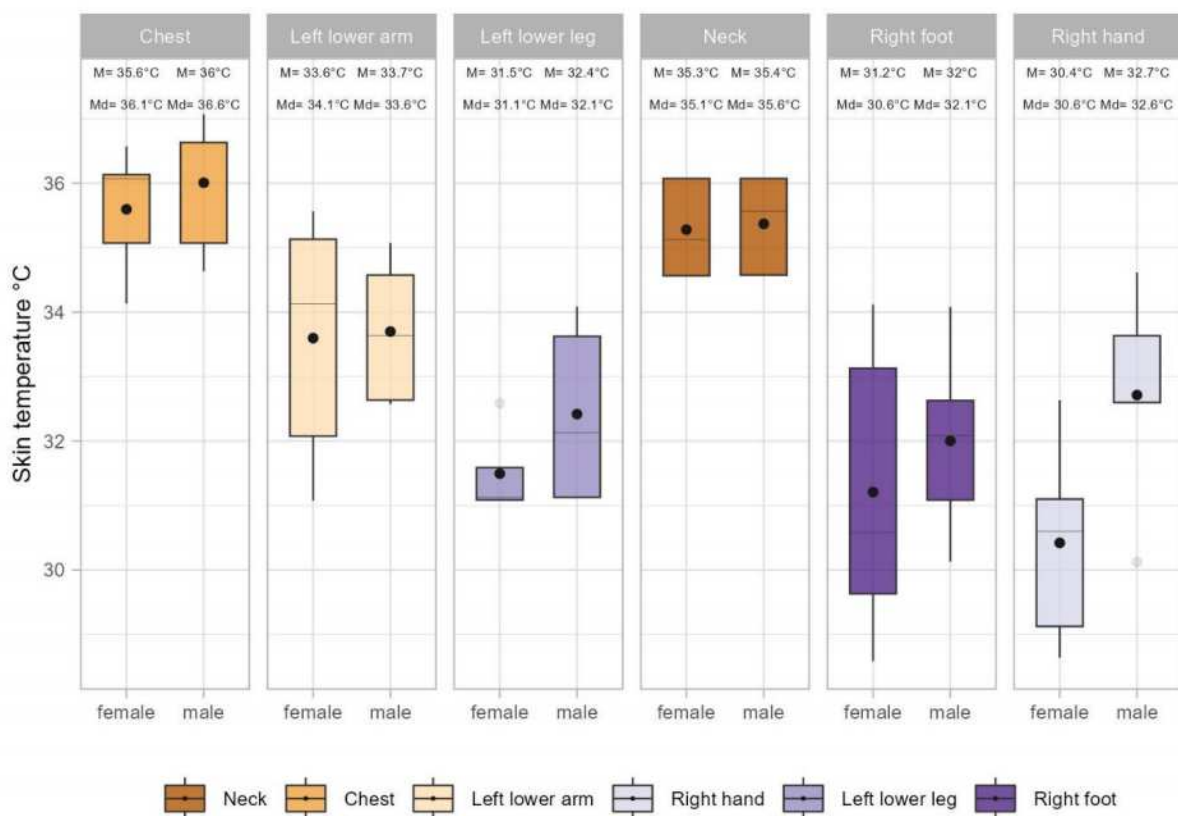 Chest Left lower arm Left lower leg Neck Right foot Right hand
M= 35.6°C M= 36°C M= 33.6°C M= 33.7°C M= 31.5°C M= 32.4°C M= 35.3°C M= 35.4°C M= 31.2°C M= 32°C M= 30.4°C M= 32.7°C
Md= 36.1°C Md= 36.6°C Md= 34.1°C Md= 33.6°C Md= 31.1°C Md= 32.1°C Md= 35.1°C Md= 35.6°C Md= 30.6°C Md= 32.1°C Md= 30.6°C Md= 32.6°C
Skin temperature °C
36
34
32
30
female male female male female male female male female male female male
Neck Chest Left lower arm Right hand Left lower leg Right foot